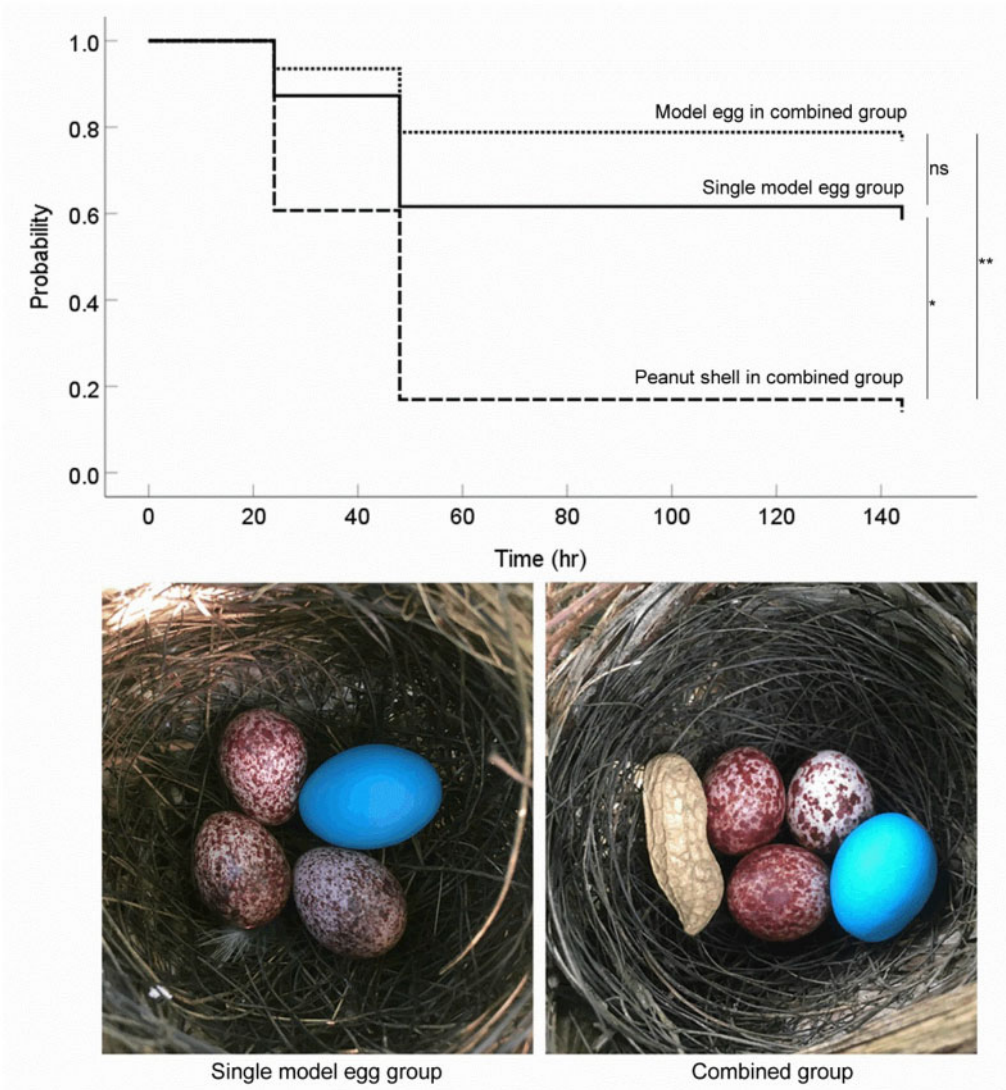 1.0
0.8
0.6
0.4
0.2
0.0
Probability
Model egg in combined group
Single model egg group
Peanut shell in combined group
ns
*
**
0 20 40 60 80 100 120 140
Time (hr)
Single model egg group Combined group